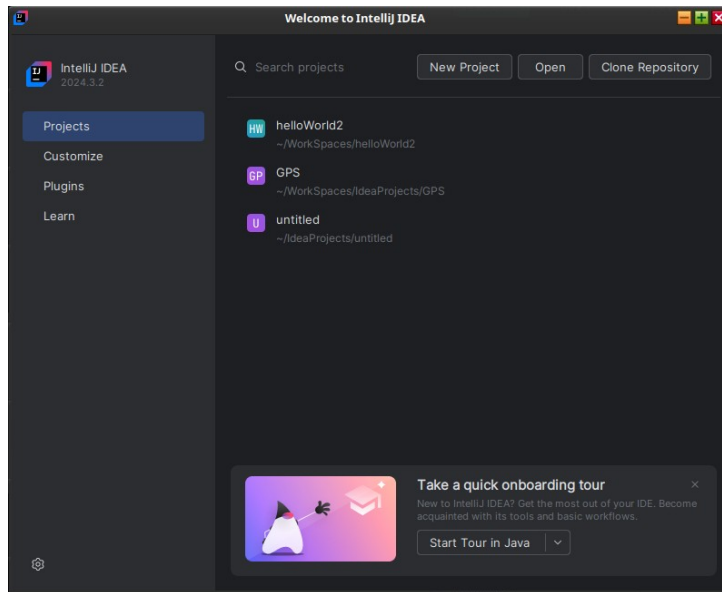 Welcome to IntelliJ IDEA
IntelliJ IDEA
2024.3.2
Projects
Customize
Plugins
Learn
Search projects
New Project
Open
Clone Repository
HW
helloWorld2
~/WorkSpaces/helloWorld2
GP
GPS
~/WorkSpaces/IdeaProjects/GPS
U
untitled
~/IdeaProjects/untitled
Take a quick onboarding tour
New to IntelliJ IDEA? Get the most out of your IDE. Become
acquainted with its tools and basic workflows.
Start Tour in Java